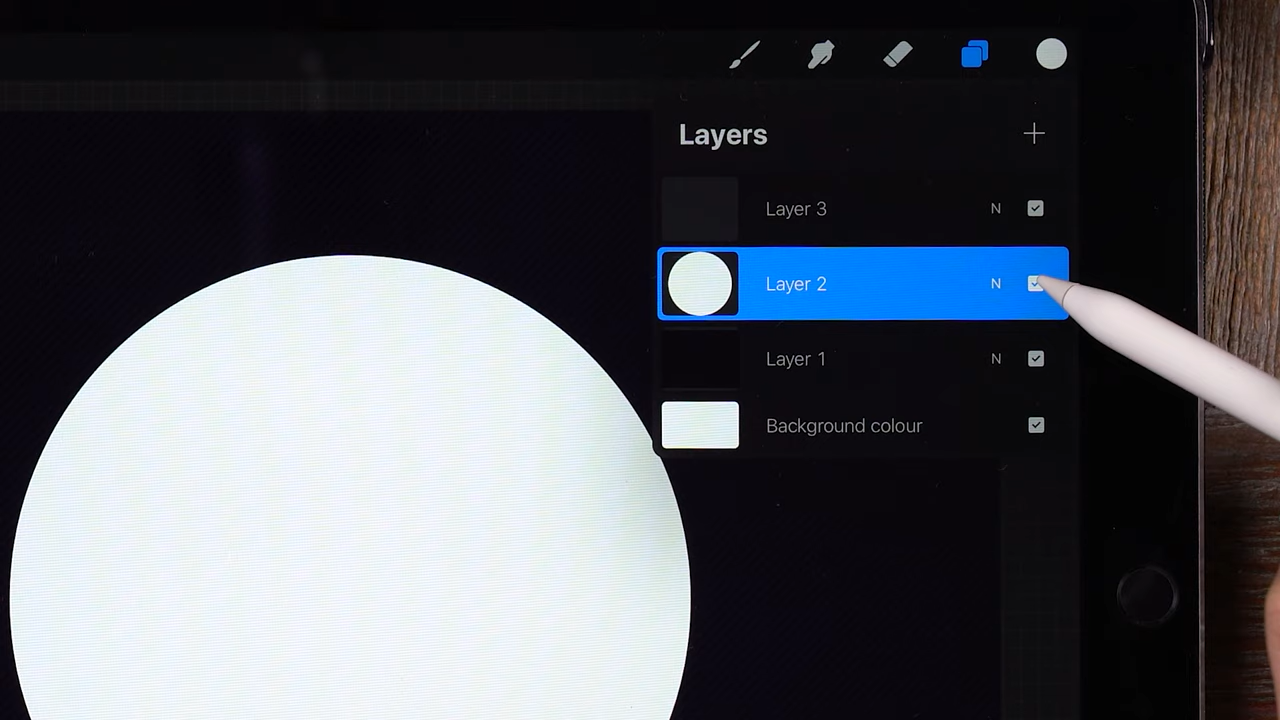 Layers
Layer 3 N
Layer 2 N
Layer 1 N
Background colour